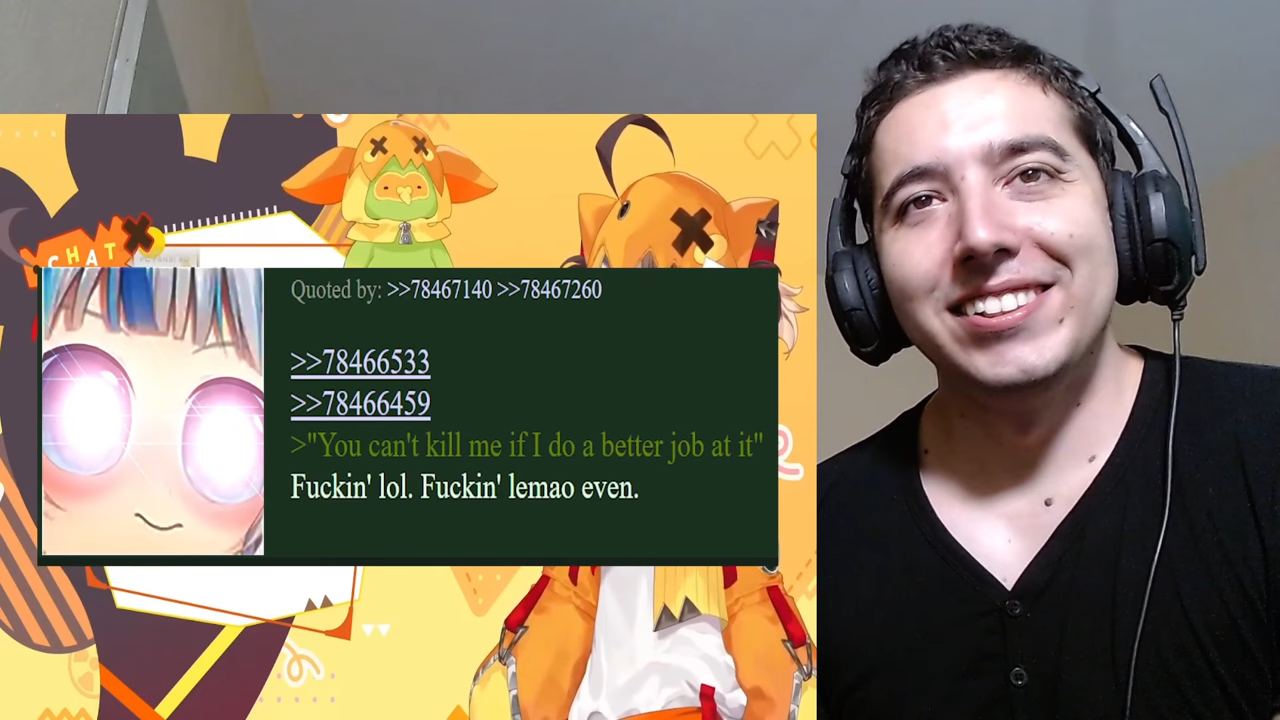 CHAT
Quoted by: >>78467140 >>78467260
>>78466533
>>78466459
>"You can't kill me if I do a better job at it"
Fuckin' lol. Fuckin' lemao even.